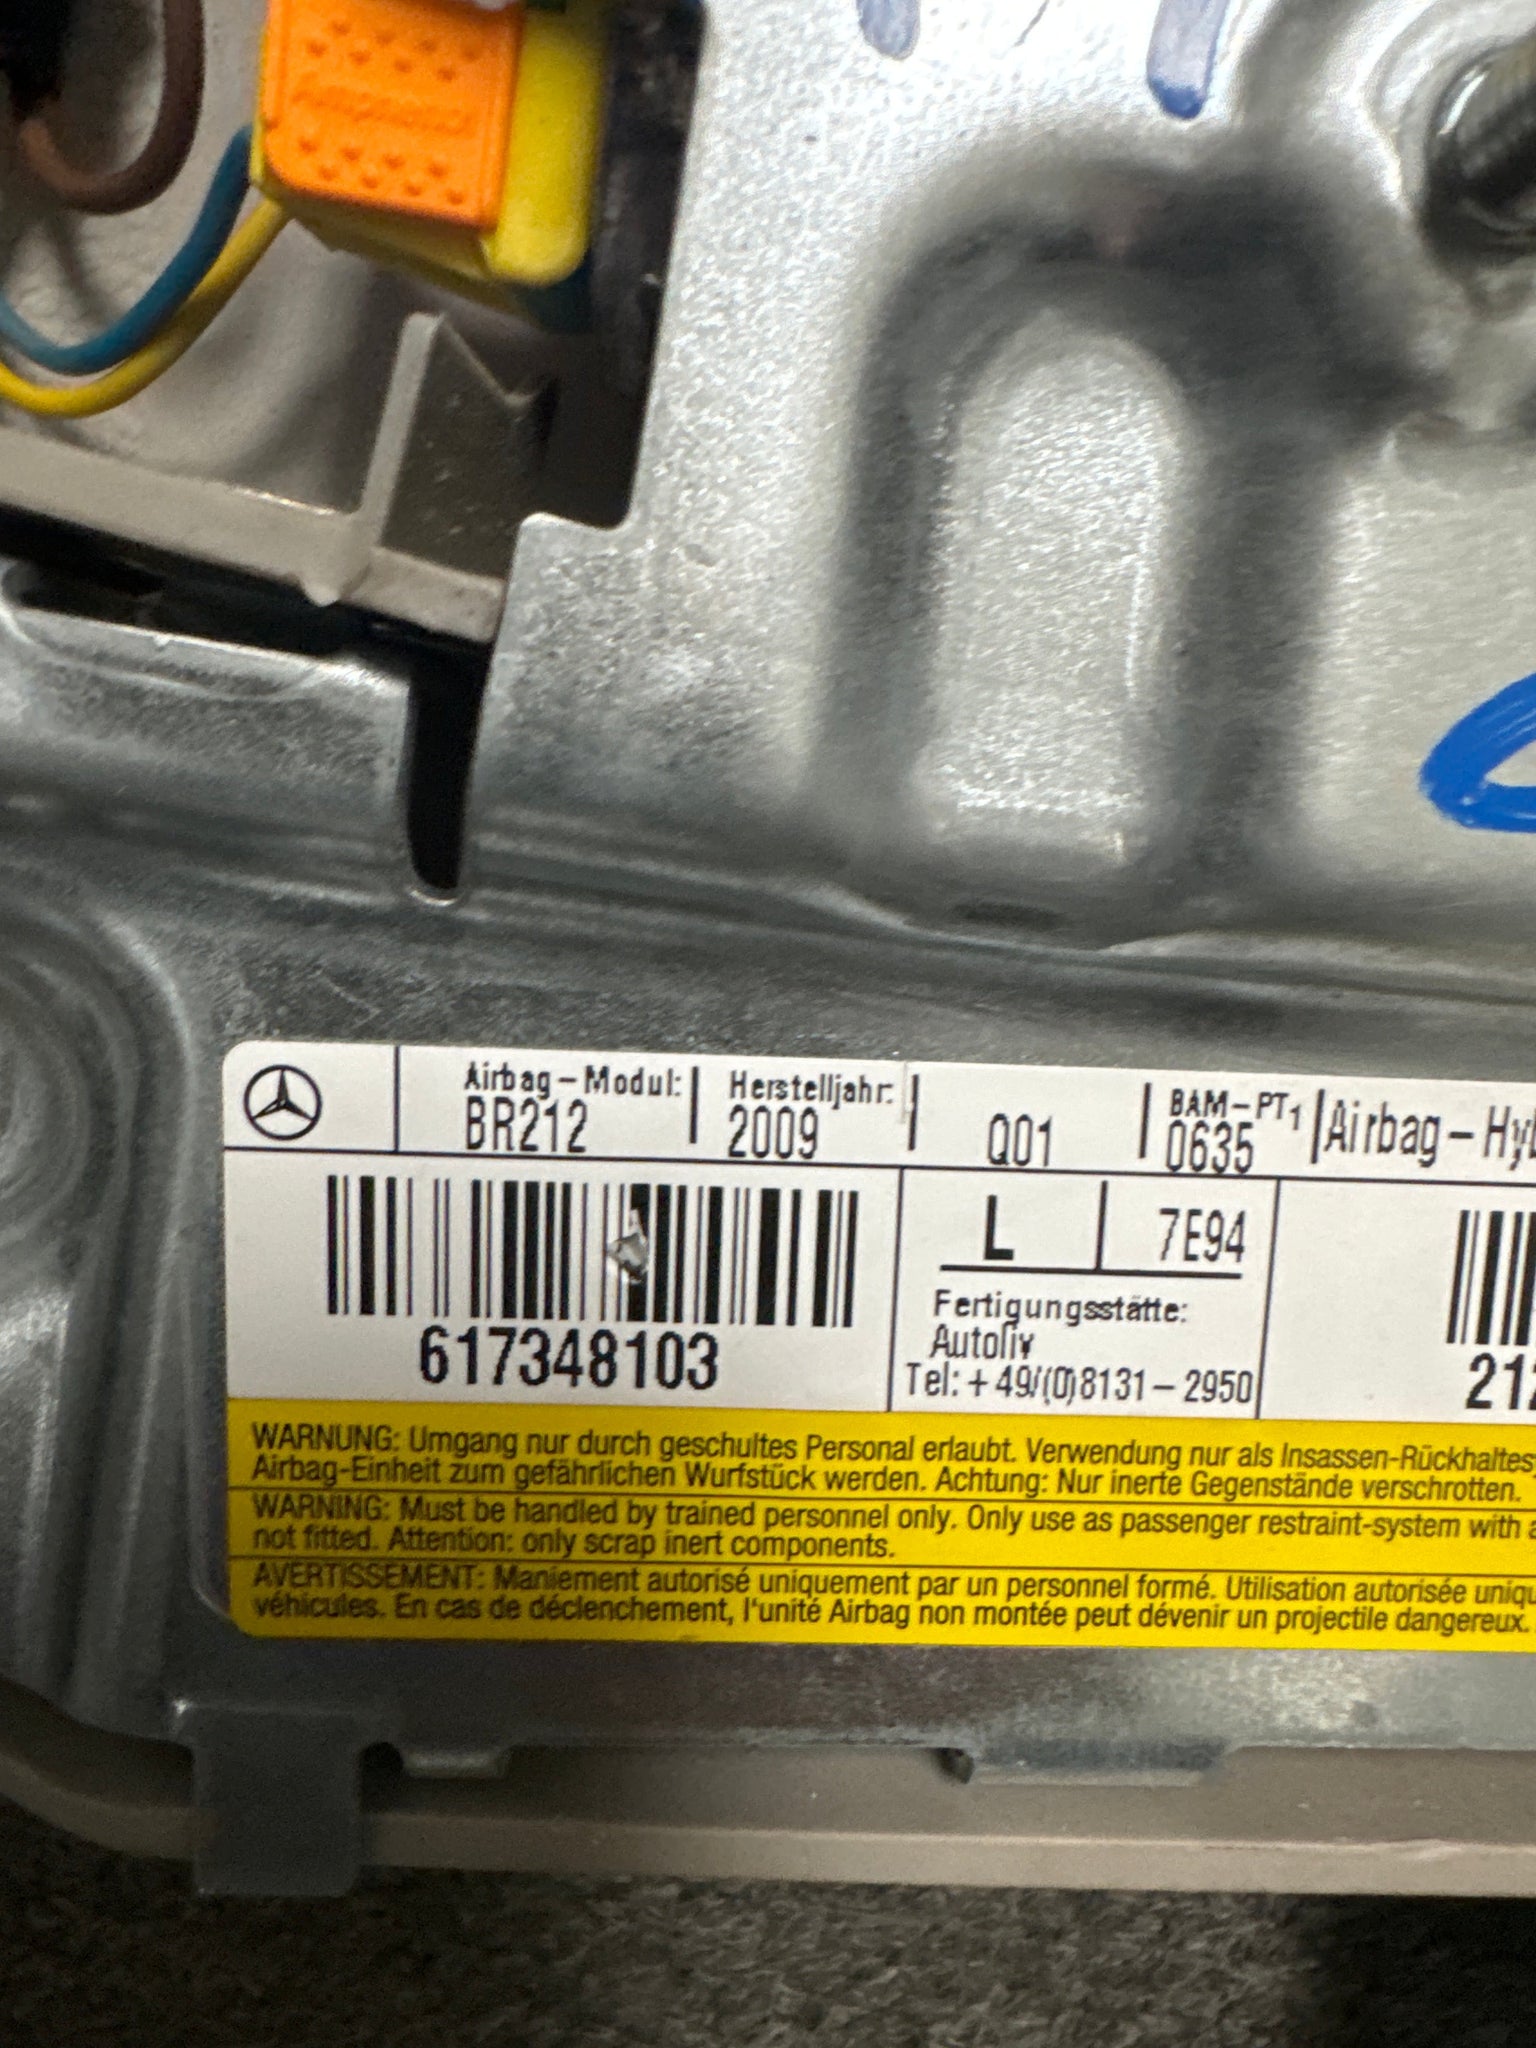 Airbag-Modul: Herstelljahr: BAM-PT1
BR212 2009 Q01 0635 Airbag-Hy
L 7E94
Fertigungsstätte:
Autoliv
Tel: +49/(0)8131-2950
617348103
21
WARNUNG: Umgang nur durch geschultes Personal erlaubt. Verwendung nur als Insassen-Rückhaltes
Airbag-Einheit zum gefährlichen Wurfstück werden. Achtung: Nur inerte Gegenstände verschrotten.
WARNING: Must be handled by trained personnel only. Only use as passenger restraint-system with a
not fitted. Attention: only scrap inert components.
AVERTISSEMENT: Maniement autorisé uniquement par un personnel formé. Utilisation autorisée uniqu
véhicules. En cas de déclenchement, l'unité Airbag non montée peut dévenir un projectile dangereux.